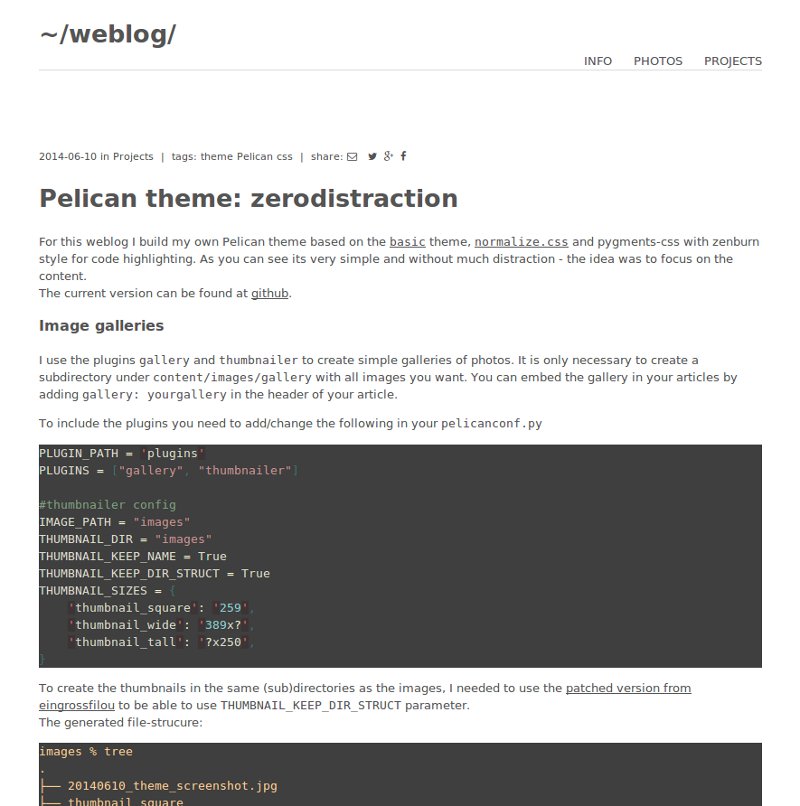 ~/weblog/
INFO PHOTOS PROJECTS
2014-06-10 in Projects | tags: theme Pelican css | share:
Pelican theme: zerodistraction
For this weblog I build my own Pelican theme based on the basic theme, normalize.css and pygments-css with zenburn
style for code highlighting. As you can see its very simple and without much distraction - the idea was to focus on the
content.
The current version can be found at github.
Image galleries
I use the plugins gallery and thumbnailer to create simple galleries of photos. It is only necessary to create a
subdirectory under content/images/gallery with all images you want. You can embed the gallery in your articles by
adding gallery: yourgallery in the header of your article.
To include the plugins you need to add/change the following in your pelicanconf.py
PLUGIN_PATH = 'plugins'
PLUGINS = ["gallery", "thumbnailer"]
#thumbnailer config
IMAGE_PATH = "images"
THUMBNAIL_DIR = "images"
THUMBNAIL_KEEP_NAME = True
THUMBNAIL_KEEP_DIR_STRUCT = True
THUMBNAIL_SIZES = {
    'thumbnail_square': '259',
    'thumbnail_wide': '389x?',
    'thumbnail_tall': '?x250',
}
To create the thumbnails in the same (sub)directories as the images, I needed to use the patched version from
eingrossfilou to be able to use THUMBNAIL_KEEP_DIR_STRUCT parameter.
The generated file-strucure:
images % tree
.
├── 20140610_theme_screenshot.jpg
├── thumbnail_square